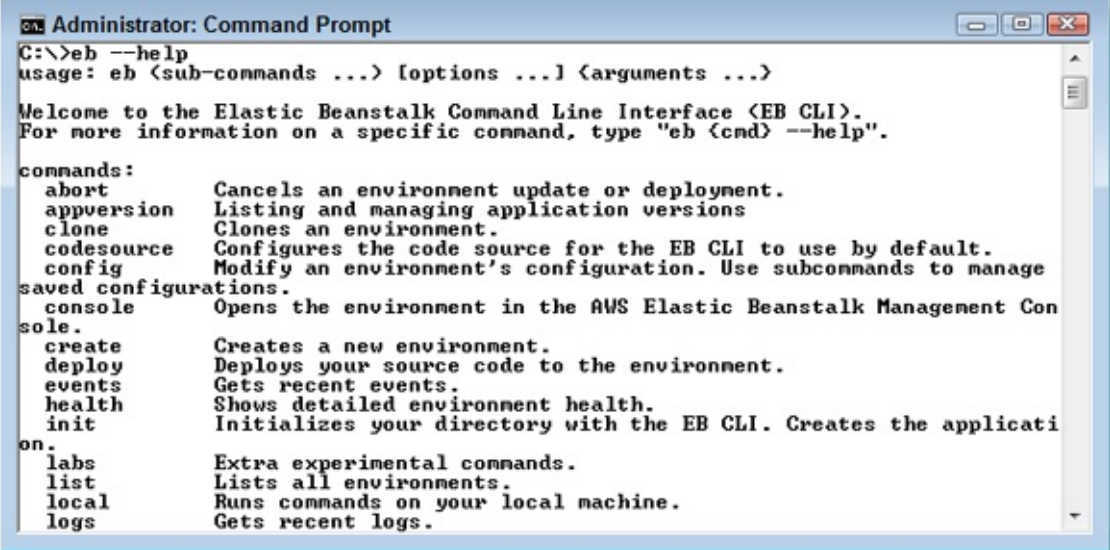 Administrator: Command Prompt
C:\>eb --help
usage: eb (sub-commands ...) [options ...] {arguments ...}
Welcome to the Elastic Beanstalk Command Line Interface (EB CLI).
For more information on a specific command, type "eb {cmd} --help".
commands:
abort Cancels an environment update or deployment.
appversion Listing and managing application versions
clone Clones an environment.
codesource Configures the code source for the EB CLI to use by default.
config Modify an environment's configuration. Use subcommands to manage
saved configurations.
console Opens the environment in the AWS Elastic Beanstalk Management Con
sole.
create Creates a new environment.
deploy Deploys your source code to the environment.
events Gets recent events.
health Shows detailed environment health.
init Initializes your directory with the EB CLI. Creates the applicati
on.
labs Extra experimental commands.
list Lists all environments.
local Runs commands on your local machine.
logs Gets recent logs.